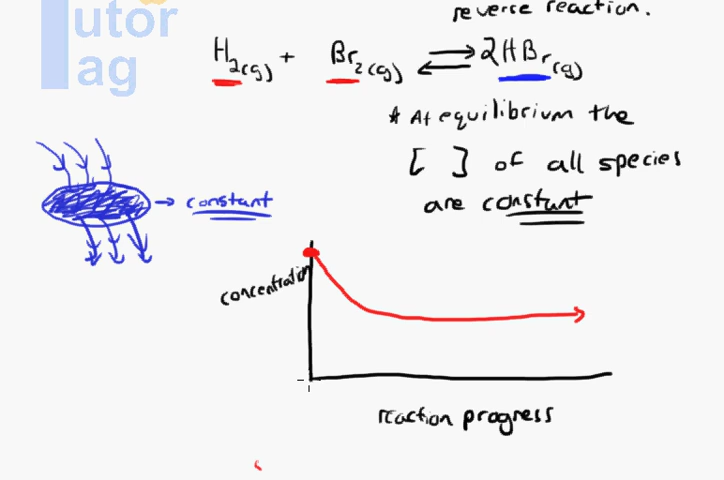 utor
ag
reverse reaction.
H2(g) + Br2(g) ⇌ 2HBr(g)
* At equilibrium the
[ ] of all species
are constant
→ constant
concentration
reaction progress